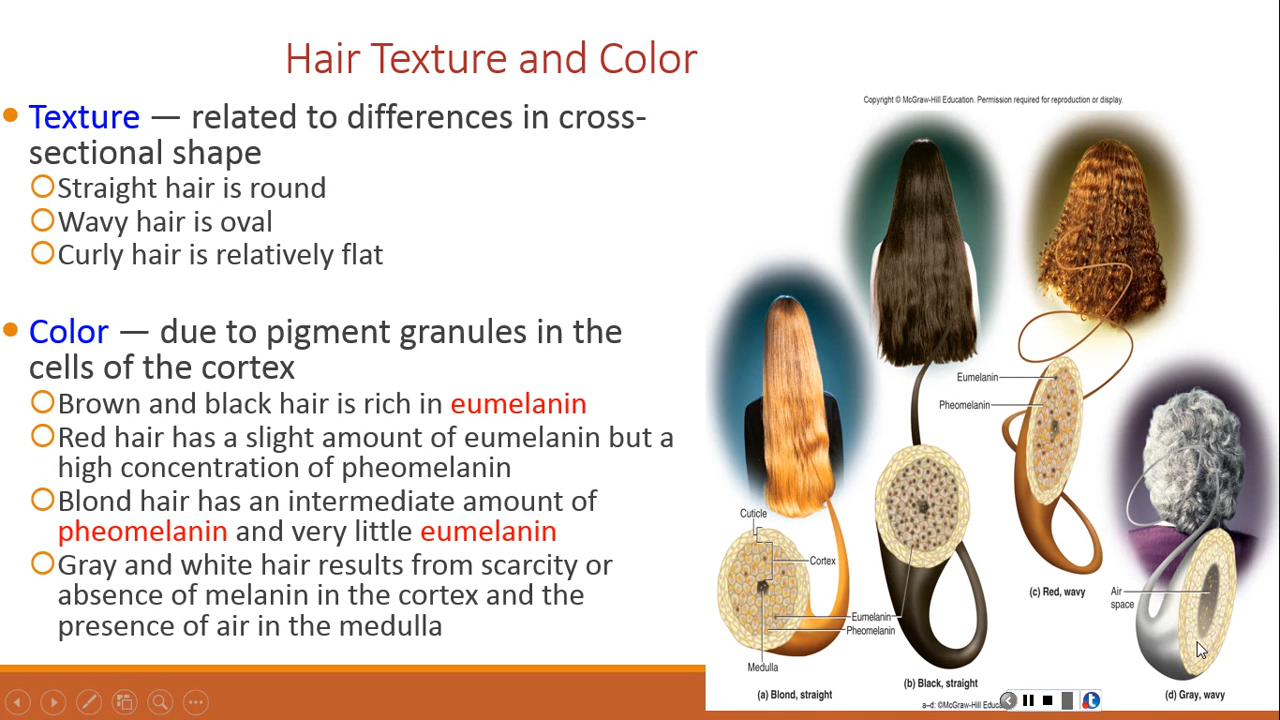 Hair Texture and Color
Texture — related to differences in cross-
sectional shape
Straight hair is round
Wavy hair is oval
Curly hair is relatively flat
Color — due to pigment granules in the
cells of the cortex
Brown and black hair is rich in eumelanin
Red hair has a slight amount of eumelanin but a
high concentration of pheomelanin
Blond hair has an intermediate amount of
pheomelanin and very little eumelanin
Gray and white hair results from scarcity or
absence of melanin in the cortex and the
presence of air in the medulla
Copyright © McGraw-Hill Education. Permission required for reproduction or display.
Eumelanin
Pheomelanin
Cuticle
Cortex
Eumelanin
Pheomelanin
Medulla
Air
space
(a) Blond, straight
(b) Black, straight
(c) Red, wavy
(d) Gray, wavy
a–d: ©McGraw-Hill Educa